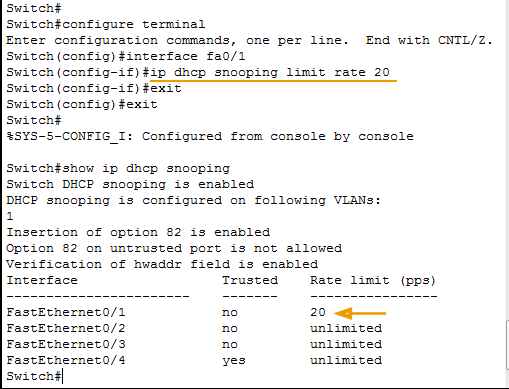 Switch#
Switch#configure terminal
Enter configuration commands, one per line.  End with CNTL/Z.
Switch(config)#interface fa0/1
Switch(config-if)#ip dhcp snooping limit rate 20
Switch(config-if)#exit
Switch(config)#exit
Switch#
%SYS-5-CONFIG_I: Configured from console by console

Switch#show ip dhcp snooping
Switch DHCP snooping is enabled
DHCP snooping is configured on following VLANs:
1
Insertion of option 82 is enabled
Option 82 on untrusted port is not allowed
Verification of hwaddr field is enabled
Interface                  Trusted    Rate limit (pps)
-----------------------    -------    ----------------
FastEthernet0/1            no         20
FastEthernet0/2            no         unlimited
FastEthernet0/3            no         unlimited
FastEthernet0/4            yes        unlimited
Switch#